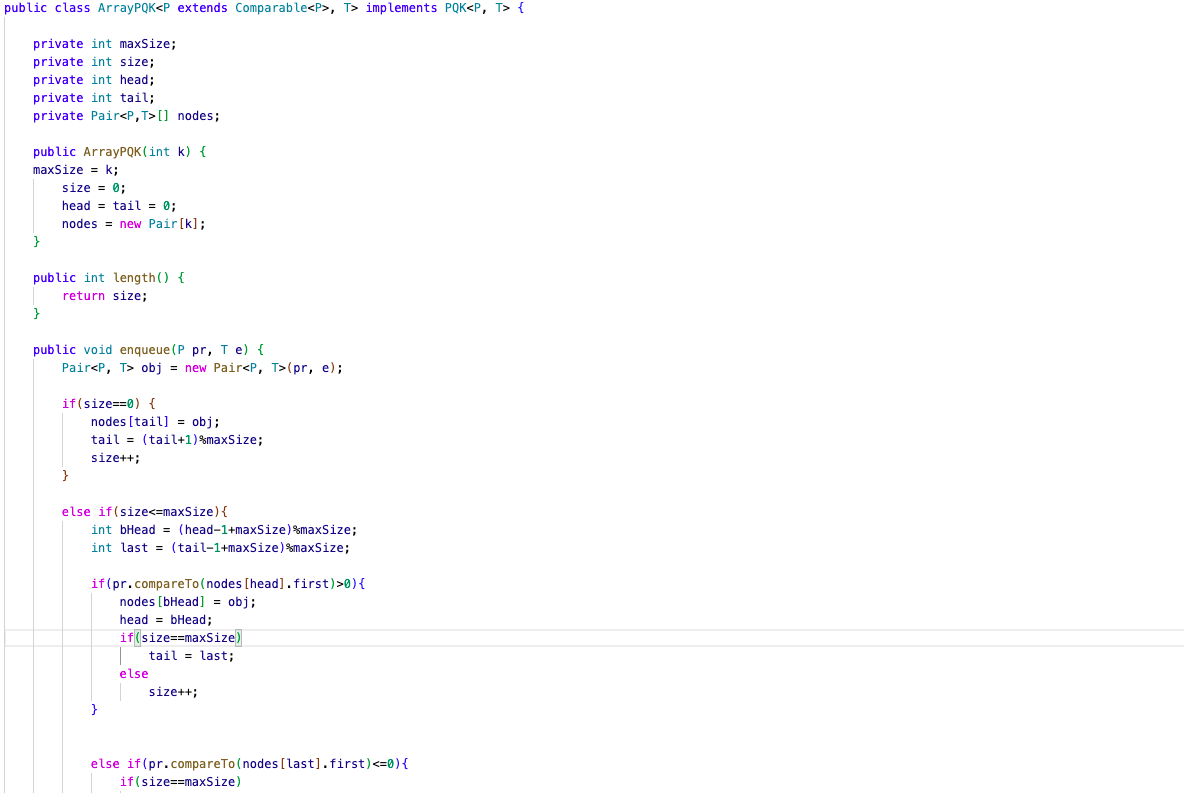 public class ArrayPQK<P extends Comparable<P>, T> implements PQK<P, T> {
private int maxSize;
private int size;
private int head;
private int tail;
private Pair<P,T>[] nodes;
public ArrayPQK(int k) {
maxSize = k;
size = 0;
head = tail = 0;
nodes = new Pair[k];
}
public int length() {
return size;
}
public void enqueue(P pr, T e) {
Pair<P, T> obj = new Pair<P, T>(pr, e);
if(size==0) {
nodes[tail] = obj;
tail = (tail+1)%maxSize;
size++;
}
else if(size<=maxSize){
int bHead = (head-1+maxSize)%maxSize;
int last = (tail-1+maxSize)%maxSize;
if(pr.compareTo(nodes[head].first)>0){
nodes[bHead] = obj;
head = bHead;
if(size==maxSize)
tail = last;
else
size++;
}
else if(pr.compareTo(nodes[last].first)<=0){
if(size==maxSize)